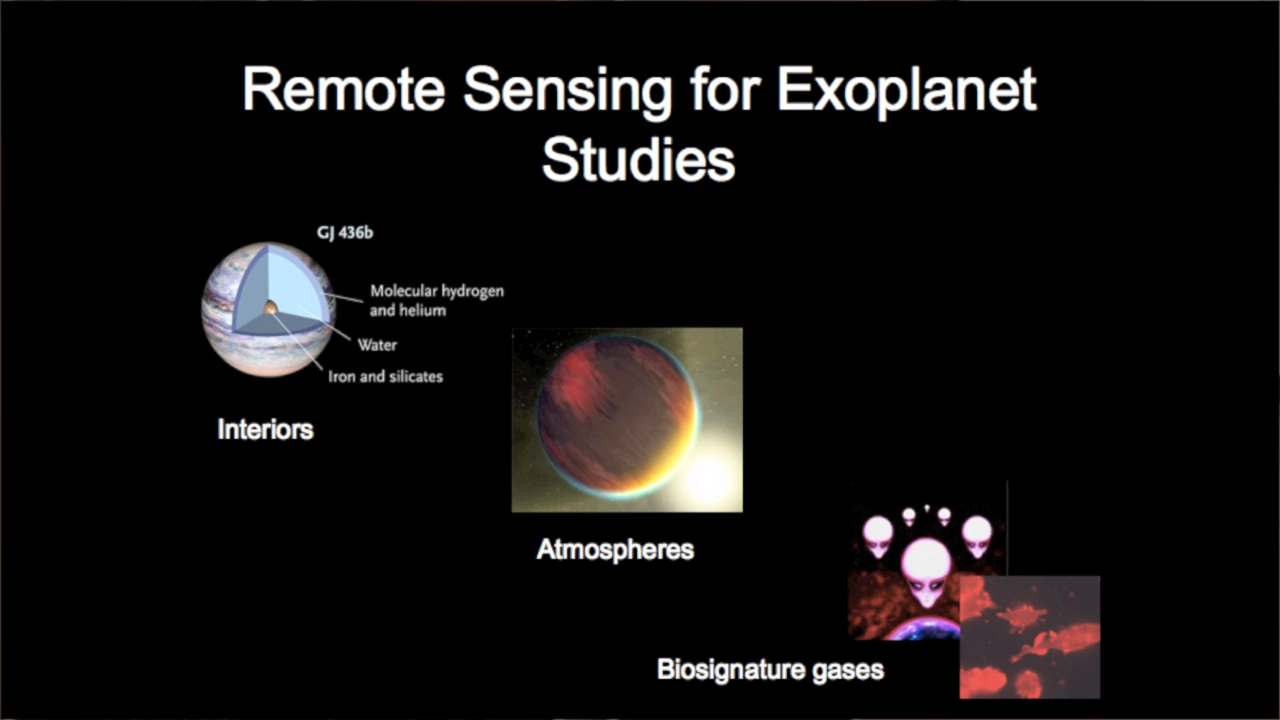 Remote Sensing for Exoplanet
Studies
GJ 436b
Molecular hydrogen
and helium
Water
Iron and silicates
Interiors
Atmospheres
Biosignature gases